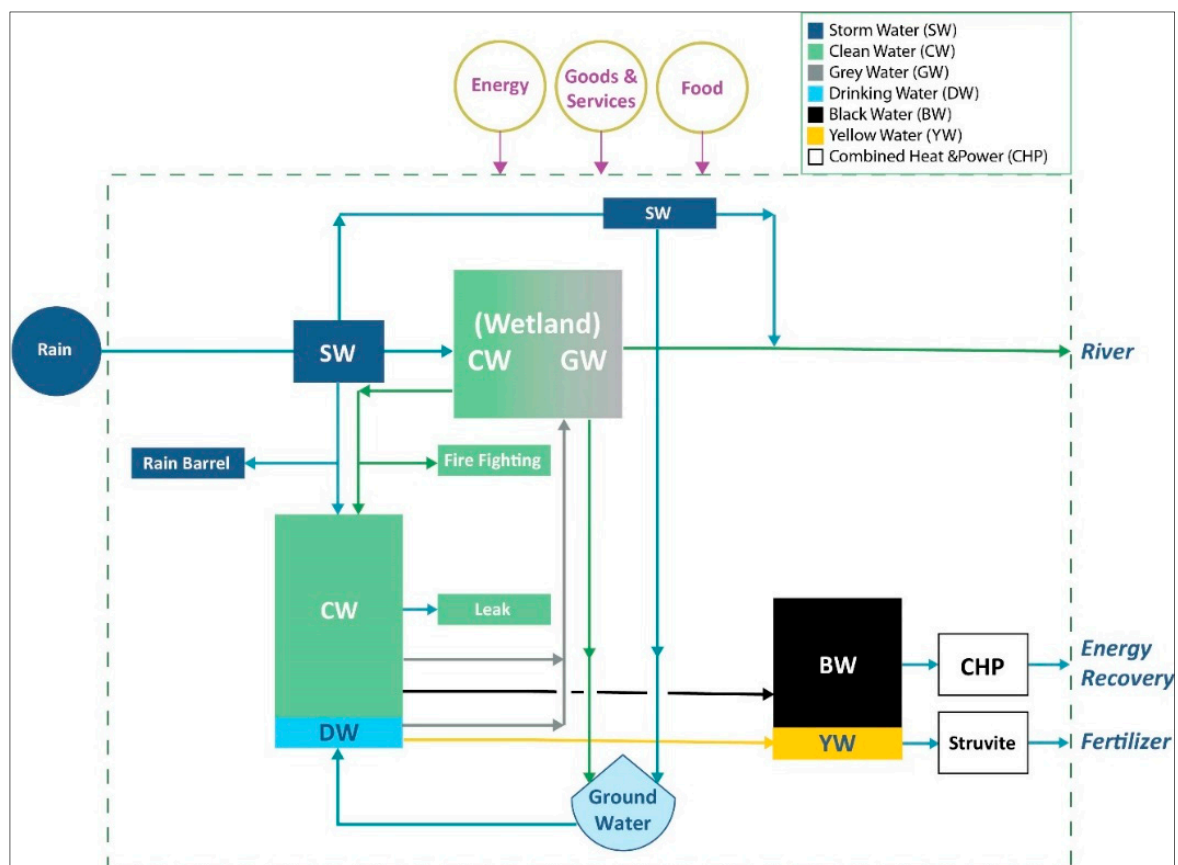 Storm Water (SW)
Clean Water (CW)
Grey Water (GW)
Drinking Water (DW)
Black Water (BW)
Yellow Water (YW)
Combined Heat &Power (CHP)
Energy
Goods &
Services
Food
SW
Rain
SW
(Wetland)
CW GW
River
Rain Barrel
Fire Fighting
CW
Leak
DW
BW
YW
CHP
Struvite
Energy
Recovery
Fertilizer
Ground
Water